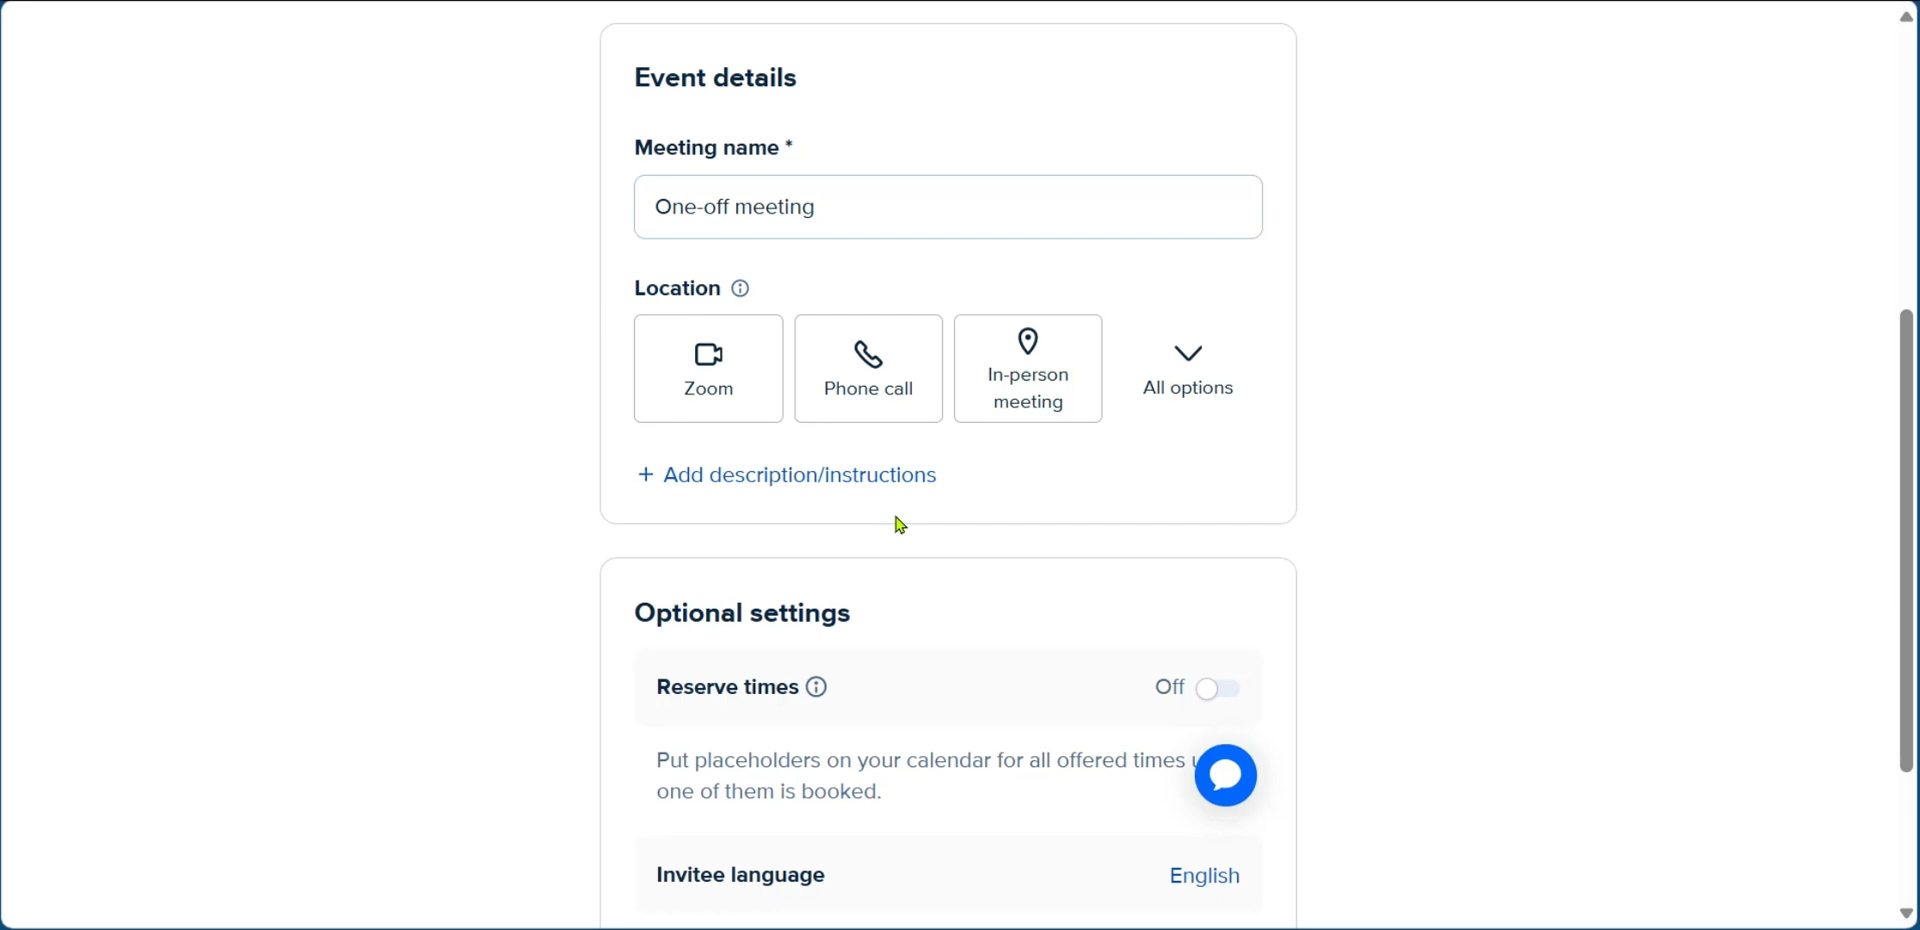 Event details
Meeting name *
One-off meeting
Location
Zoom
Phone call
In-person
meeting
All options
+ Add description/instructions
Optional settings
Reserve times
Off
Put placeholders on your calendar for all offered times
one of them is booked.
Invitee language
English